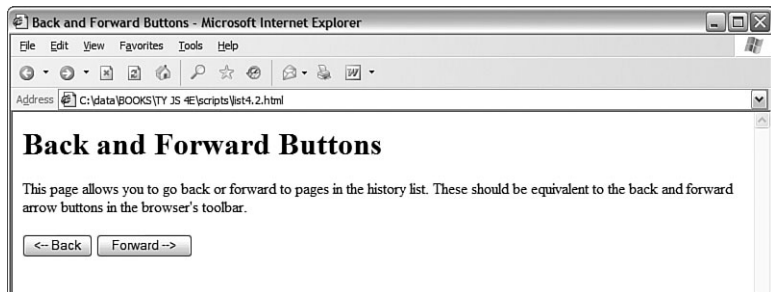 Back and Forward Buttons - Microsoft Internet Explorer
File Edit View Favorites Tools Help
Address C:\data\BOOKS\TY JS 4E\scripts\list4.2.html
Back and Forward Buttons
This page allows you to go back or forward to pages in the history list. These should be equivalent to the back and forward
arrow buttons in the browser's toolbar.
<-- Back Forward -->